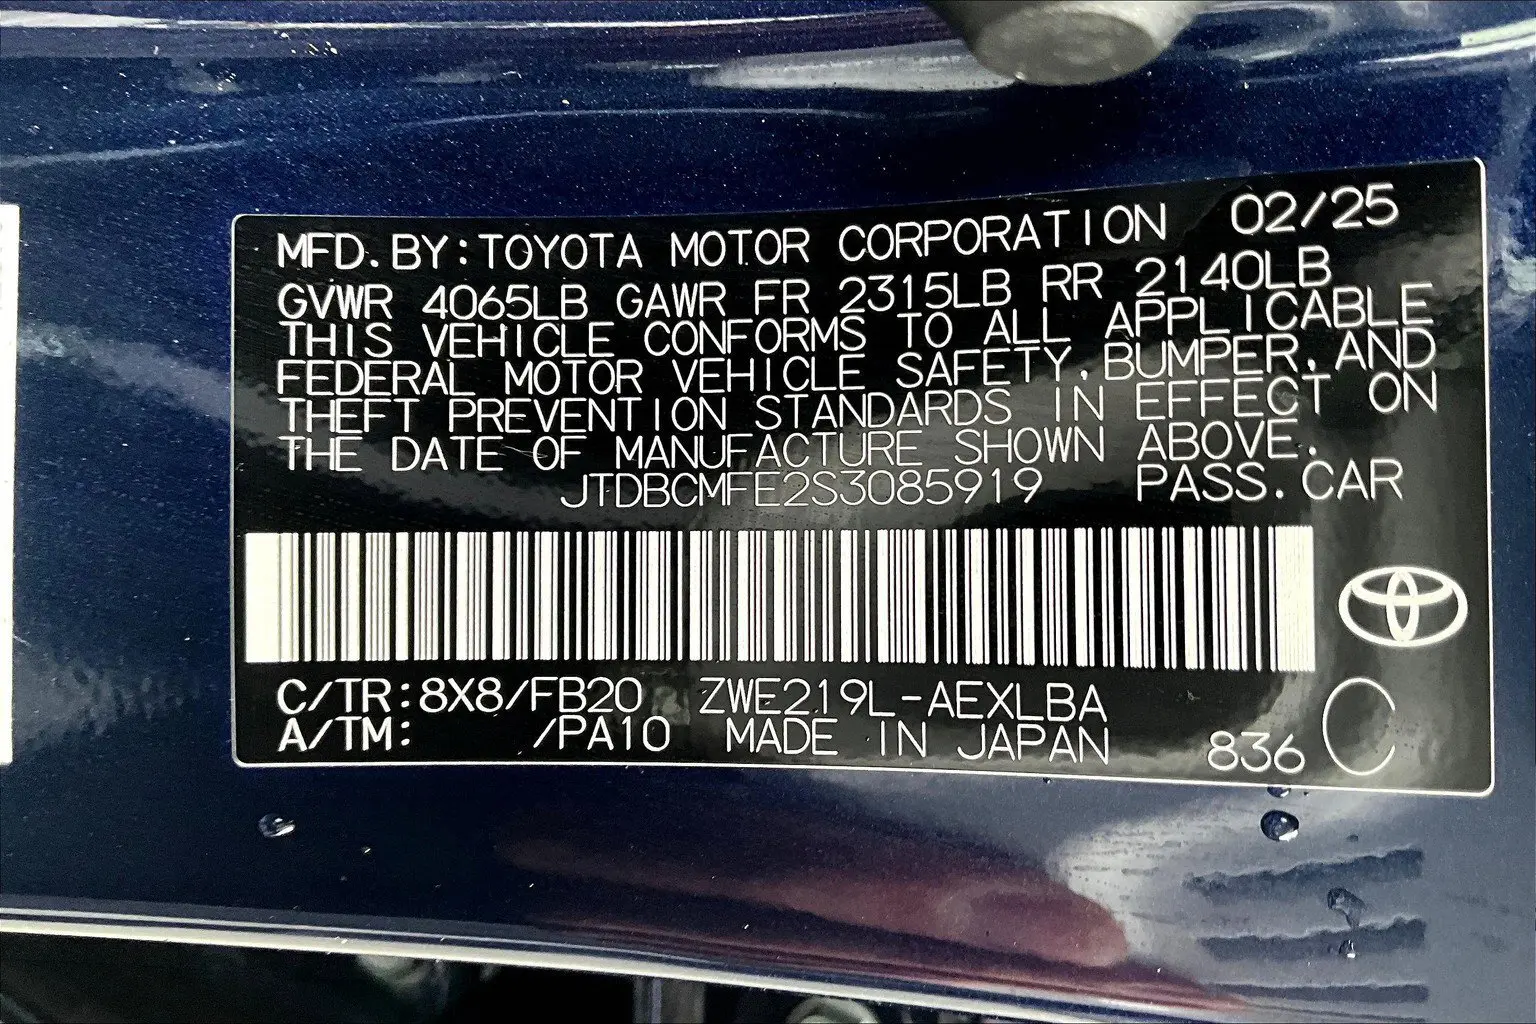 MFD. BY: TOYOTA MOTOR CORPORATION 02/25
GVWR 4065LB GAWR FR 2315LB RR 2140LB
THIS VEHICLE CONFORMS TO ALL APPLICABLE
FEDERAL MOTOR VEHICLE SAFETY, BUMPER, AND
THEFT PREVENTION STANDARDS IN EFFECT ON
THE DATE OF MANUFACTURE SHOWN ABOVE.
JTDBCMFE2S3085919 PASS. CAR
C/TR: 8X8/FB20 ZWE219L-AEXLBA
A/TM: /PA10 MADE IN JAPAN 836